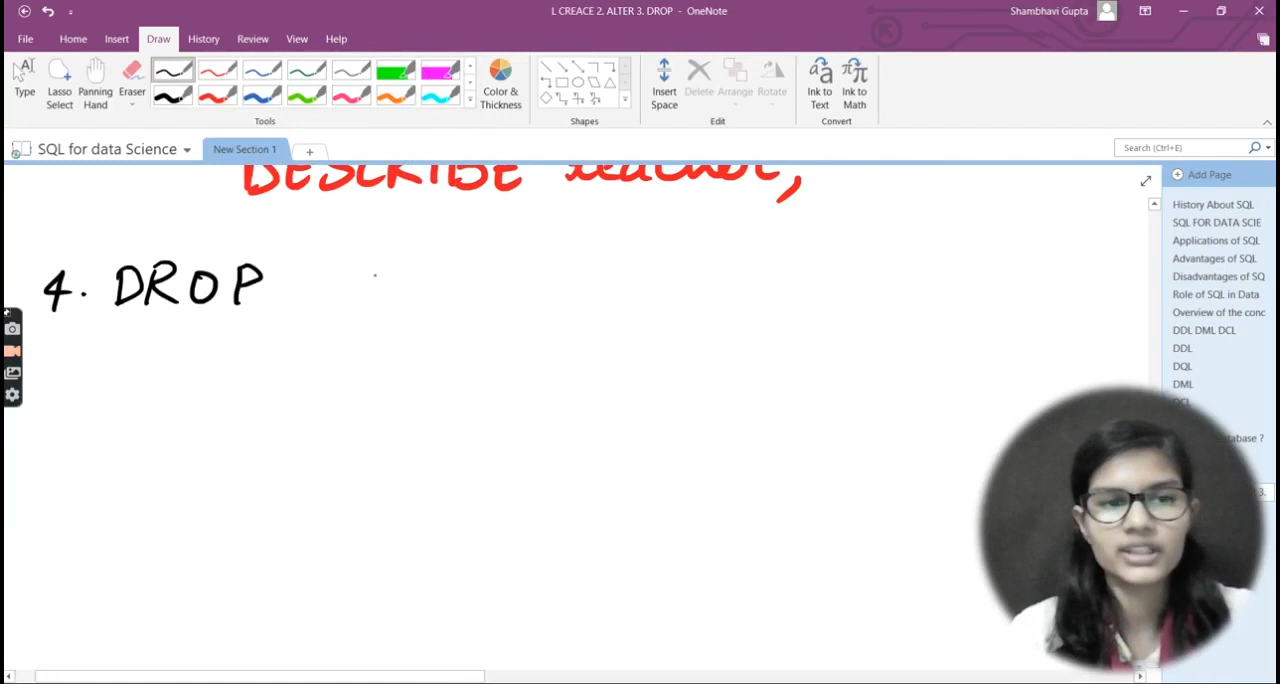 L CREACE 2. ALTER 3. DROP - OneNote
Shambhavi Gupta
File Home Insert Draw History Review View Help
Type
Lasso Select
Panning Hand
Eraser
Color & Thickness
Insert Space
Delete
Arrange
Rotate
Ink to Text
Ink to Math
Tools
Shapes
Edit
Convert
SQL for data Science
New Section 1
Search (Ctrl+E)
DESCRIBE teacher;
4. DROP
Add Page
History About SQL
SQL FOR DATA SCIE
Applications of SQL
Advantages of SQL
Disadvantages of SQ
Role of SQL in Data
Overview of the conc
DDL DML DCL
DDL
DQL
DML
DCL
tabase ?
3.